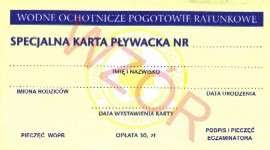 WODNE OCHOTNICZE POGOTOWIE RATUNKOWE
SPECJALNA KARTA PŁYWACKA NR
IMIĘ I NAZWISKO
IMIONA RODZICÓW
DATA URODZENIA
DATA WYSTAWIENIA KARTY
PIECZĘĆ WOPR
OPŁATA 30, zł
PODPIS I PIECZĘĆ
EGZAMINATORA
WZÓR